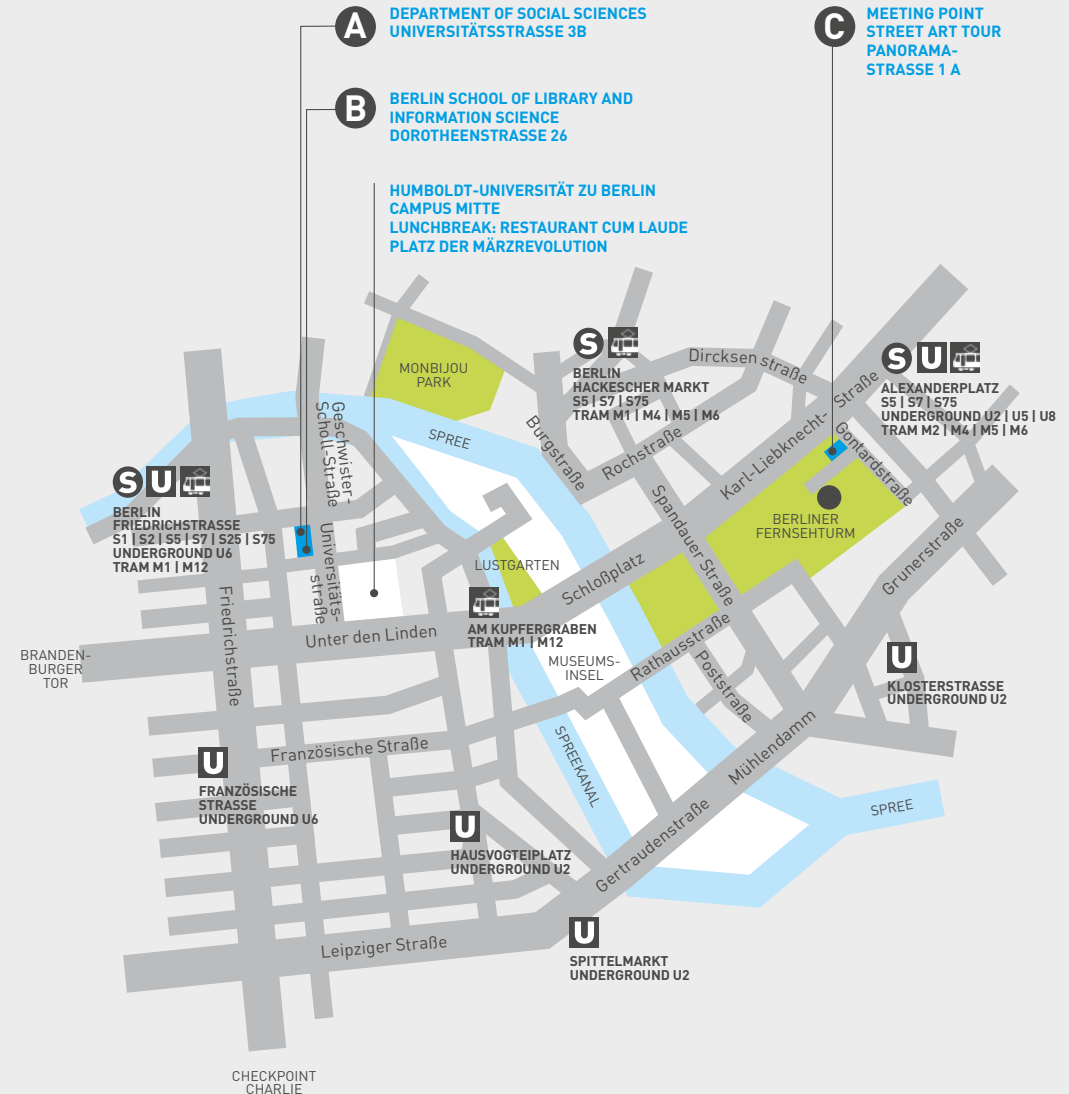 A
DEPARTMENT OF SOCIAL SCIENCES
UNIVERSITÄTSSTRASSE 3B
C
MEETING POINT
STREET ART TOUR
PANORAMA-
STRASSE 1 A
B
BERLIN SCHOOL OF LIBRARY AND
INFORMATION SCIENCE
DOROTHEENSTRASSE 26
HUMBOLDT-UNIVERSITÄT ZU BERLIN
CAMPUS MITTE
LUNCHBREAK: RESTAURANT CUM LAUDE
PLATZ DER MÄRZREVOLUTION
MONBIJOU
PARK
S
BERLIN
HACKESCHER MARKT
S5 | S7 | S75
TRAM M1 | M4 | M5 | M6
Dircksenstraße
S U
ALEXANDERPLATZ
S5 | S7 | S75
UNDERGROUND U2 | U5 | U8
TRAM M2 | M4 | M5 | M6
Geschwister-
Scholl-Straße
SPREE
Burgstraße
Rochstraße
Karl-Liebknecht-Straße
Gontardstraße
S U
BERLIN
FRIEDRICHSTRASSE
S1 | S2 | S5 | S7 | S25 | S75
UNDERGROUND U6
TRAM M1 | M12
Universitäts-
straße
Spandauer Straße
BERLINER
FERNSEHTURM
LUSTGARTEN
Schloßplatz
Grunerstraße
Friedrichstraße
Unter den Linden
AM KUPFERGRABEN
TRAM M1 | M12
BRANDEN-
BURGER
TOR
MUSEUMS-
INSEL
Rathausstraße
Poststraße
U
KLOSTERSTRASSE
UNDERGROUND U2
Französische Straße
SPREEKANAL
Mühlendamm
U
FRANZÖSISCHE
STRASSE
UNDERGROUND U6
SPREE
U
HAUSVOGTEIPLATZ
UNDERGROUND U2
Gertraudenstraße
Leipziger Straße
U
SPITTELMARKT
UNDERGROUND U2
CHECKPOINT
CHARLIE